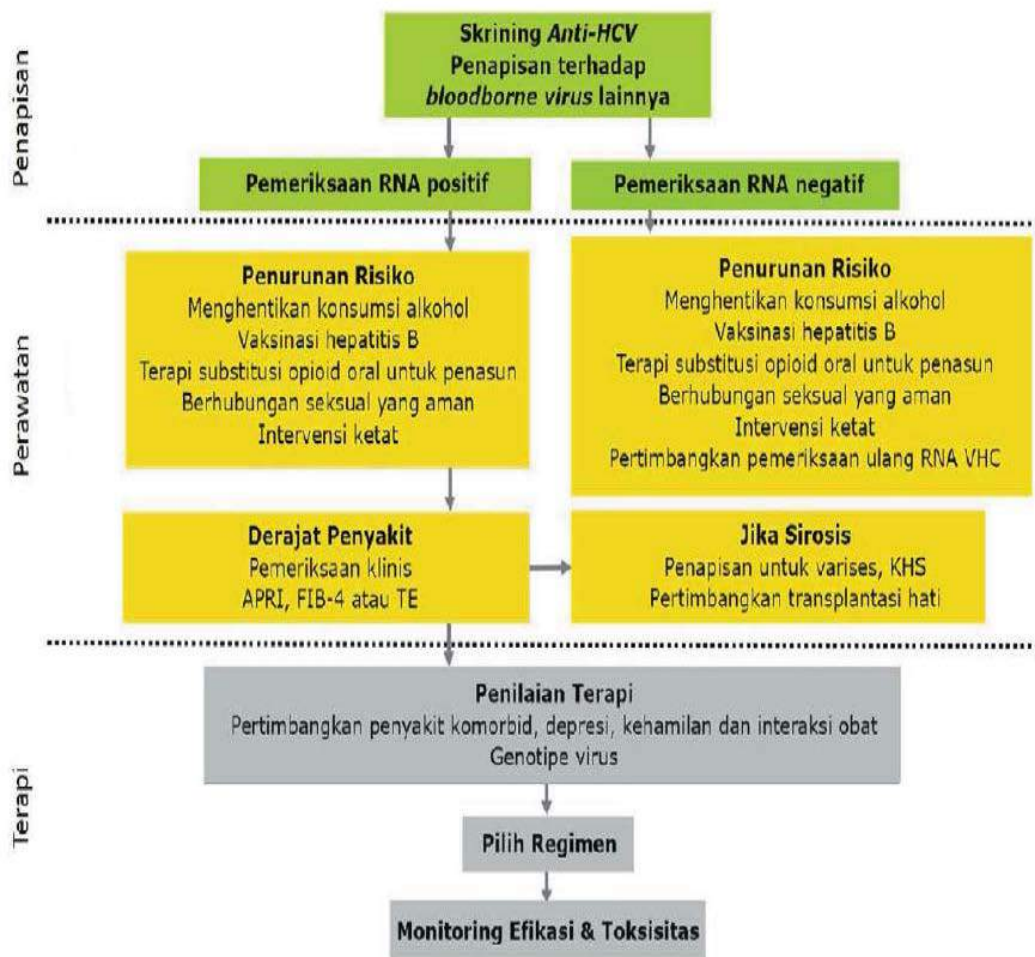 Penapisan
Skrining Anti-HCV
Penapisan terhadap
bloodborne virus lainnya
Pemeriksaan RNA positif
Pemeriksaan RNA negatif
Perawatan
Penurunan Risiko
Menghentikan konsumsi alkohol
Vaksinasi hepatitis B
Terapi substitusi opioid oral untuk penasun
Berhubungan seksual yang aman
Intervensi ketat
Penurunan Risiko
Menghentikan konsumsi alkohol
Vaksinasi hepatitis B
Terapi substitusi opioid oral untuk penasun
Berhubungan seksual yang aman
Intervensi ketat
Pertimbangkan pemeriksaan ulang RNA VHC
Derajat Penyakit
Pemeriksaan klinis
APRI, FIB-4 atau TE
Jika Sirosis
Penapisan untuk varises, KHS
Pertimbangkan transplantasi hati
Terapi
Penilaian Terapi
Pertimbangkan penyakit komorbid, depresi, kehamilan dan interaksi obat
Genotipe virus
Pilih Regimen
Monitoring Efikasi & Toksisitas